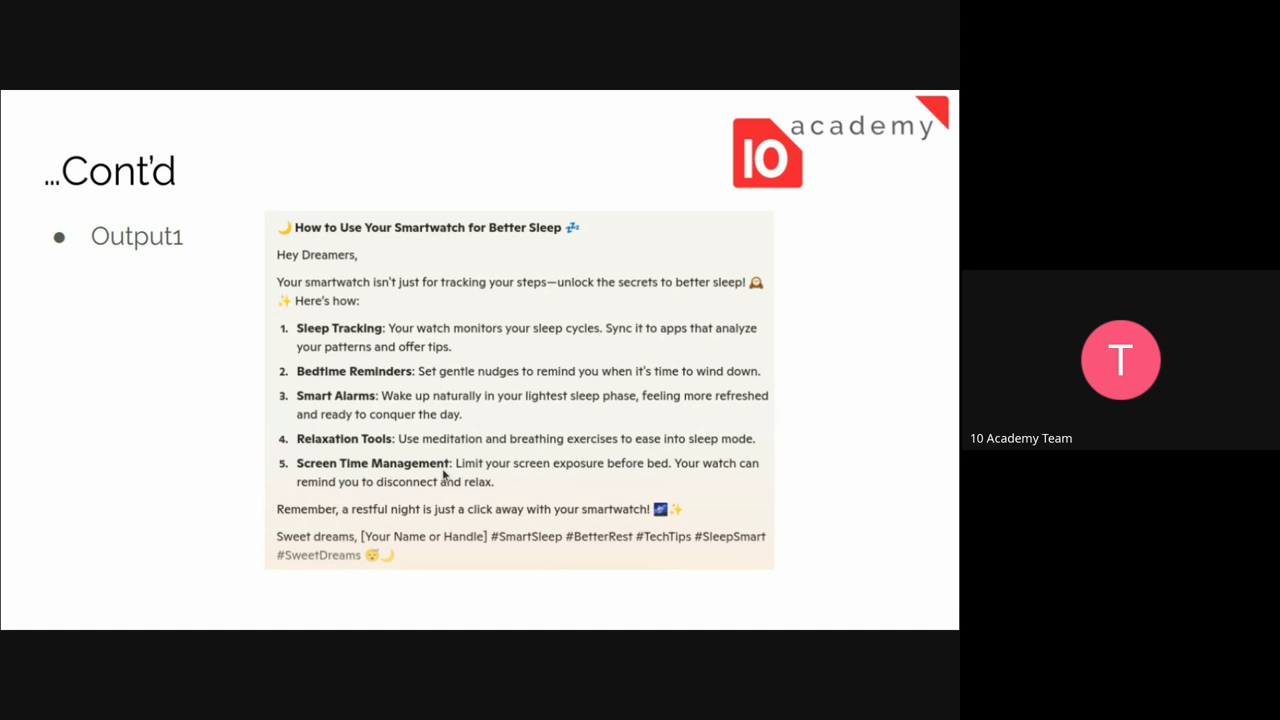 academy
10
...Cont'd
● Output1
🌙 How to Use Your Smartwatch for Better Sleep 💤
Hey Dreamers,
Your smartwatch isn't just for tracking your steps—unlock the secrets to better sleep! 🕰️
✨ Here's how:
1. Sleep Tracking: Your watch monitors your sleep cycles. Sync it to apps that analyze
your patterns and offer tips.
2. Bedtime Reminders: Set gentle nudges to remind you when it's time to wind down.
3. Smart Alarms: Wake up naturally in your lightest sleep phase, feeling more refreshed
and ready to conquer the day.
4. Relaxation Tools: Use meditation and breathing exercises to ease into sleep mode.
5. Screen Time Management: Limit your screen exposure before bed. Your watch can
remind you to disconnect and relax.
Remember, a restful night is just a click away with your smartwatch! 🌌✨
Sweet dreams, [Your Name or Handle] #SmartSleep #BetterRest #TechTips #SleepSmart
#SweetDreams 😴🌙
T
10 Academy Team